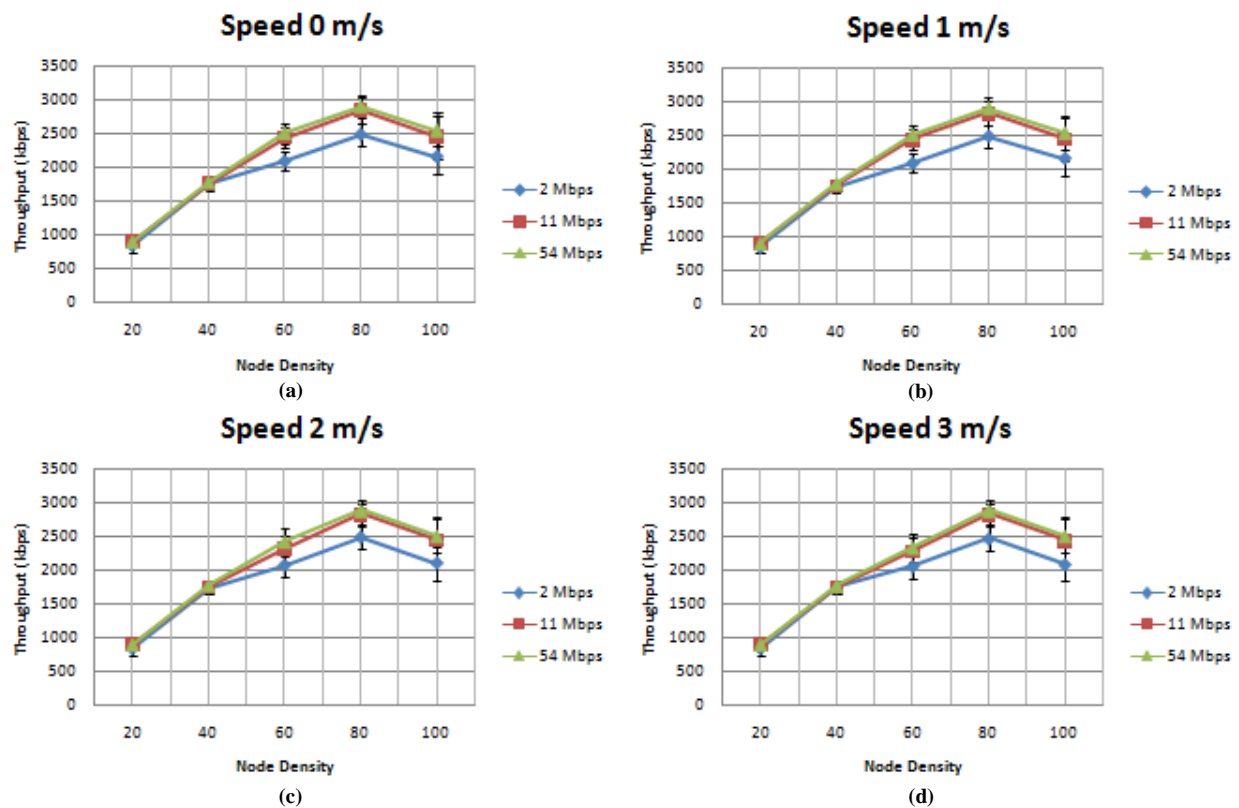 Speed 0 m/s
Throughput (kbps)
3500
3000
2500
2000
1500
1000
500
0
20 40 60 80 100
Node Density
2 Mbps
11 Mbps
54 Mbps
(a)
Speed 1 m/s
Throughput (kbps)
3500
3000
2500
2000
1500
1000
500
0
20 40 60 80 100
Node Density
2 Mbps
11 Mbps
54 Mbps
(b)
Speed 2 m/s
Throughput (kbps)
3500
3000
2500
2000
1500
1000
500
0
20 40 60 80 100
Node Density
2 Mbps
11 Mbps
54 Mbps
(c)
Speed 3 m/s
Throughput (kbps)
3500
3000
2500
2000
1500
1000
500
0
20 40 60 80 100
Node Density
2 Mbps
11 Mbps
54 Mbps
(d)